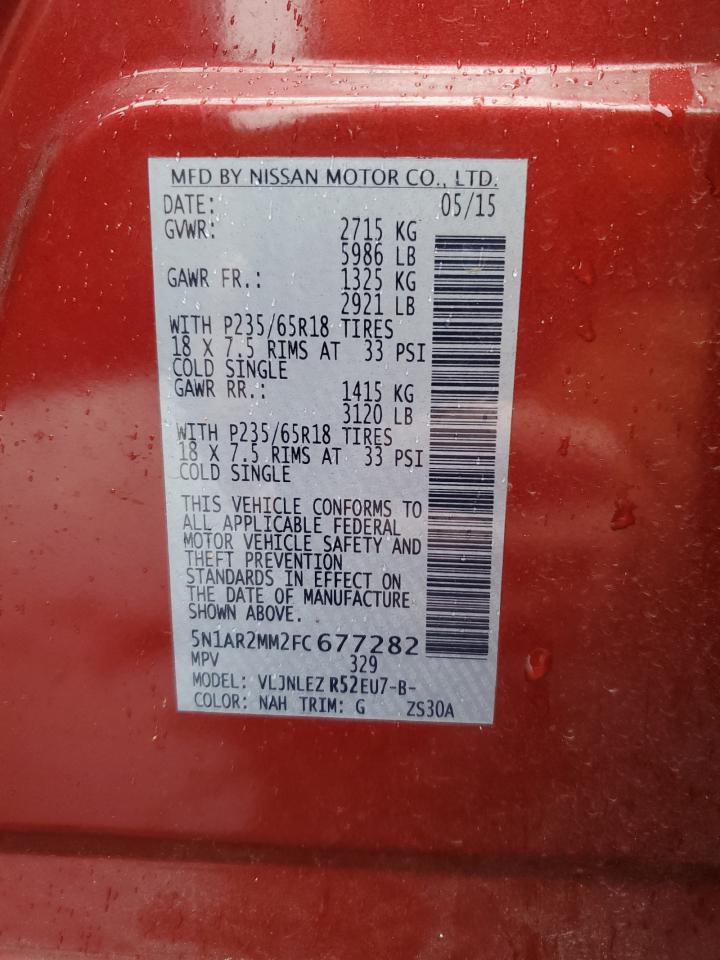 MFD BY NISSAN MOTOR CO., LTD.
DATE: 05/15
GVWR: 2715 KG
5986 LB
GAWR FR.: 1325 KG
2921 LB
WITH P235/65R18 TIRES
18 X 7.5 RIMS AT 33 PSI
COLD SINGLE
GAWR RR.: 1415 KG
3120 LB
WITH P235/65R18 TIRES
18 X 7.5 RIMS AT 33 PSI
COLD SINGLE
THIS VEHICLE CONFORMS TO
ALL APPLICABLE FEDERAL
MOTOR VEHICLE SAFETY AND
THEFT PREVENTION
STANDARDS IN EFFECT ON
THE DATE OF MANUFACTURE
SHOWN ABOVE.
5N1AR2MM2FC677282
MPV 329
MODEL: VLJNLEZ R52EU7-B-
COLOR: NAH TRIM: G ZS30A